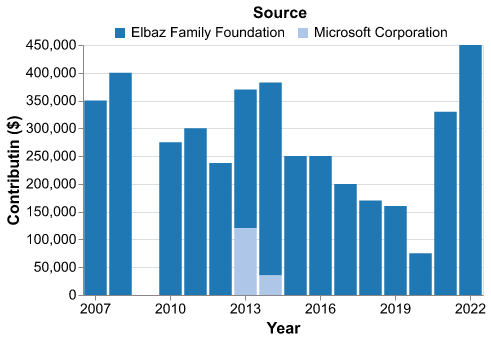 Source
Elbaz Family Foundation Microsoft Corporation
450,000
400,000
350,000
300,000
250,000
200,000
150,000
100,000
50,000
0
Contributin ($)
2007 2010 2013 2016 2019 2022
Year